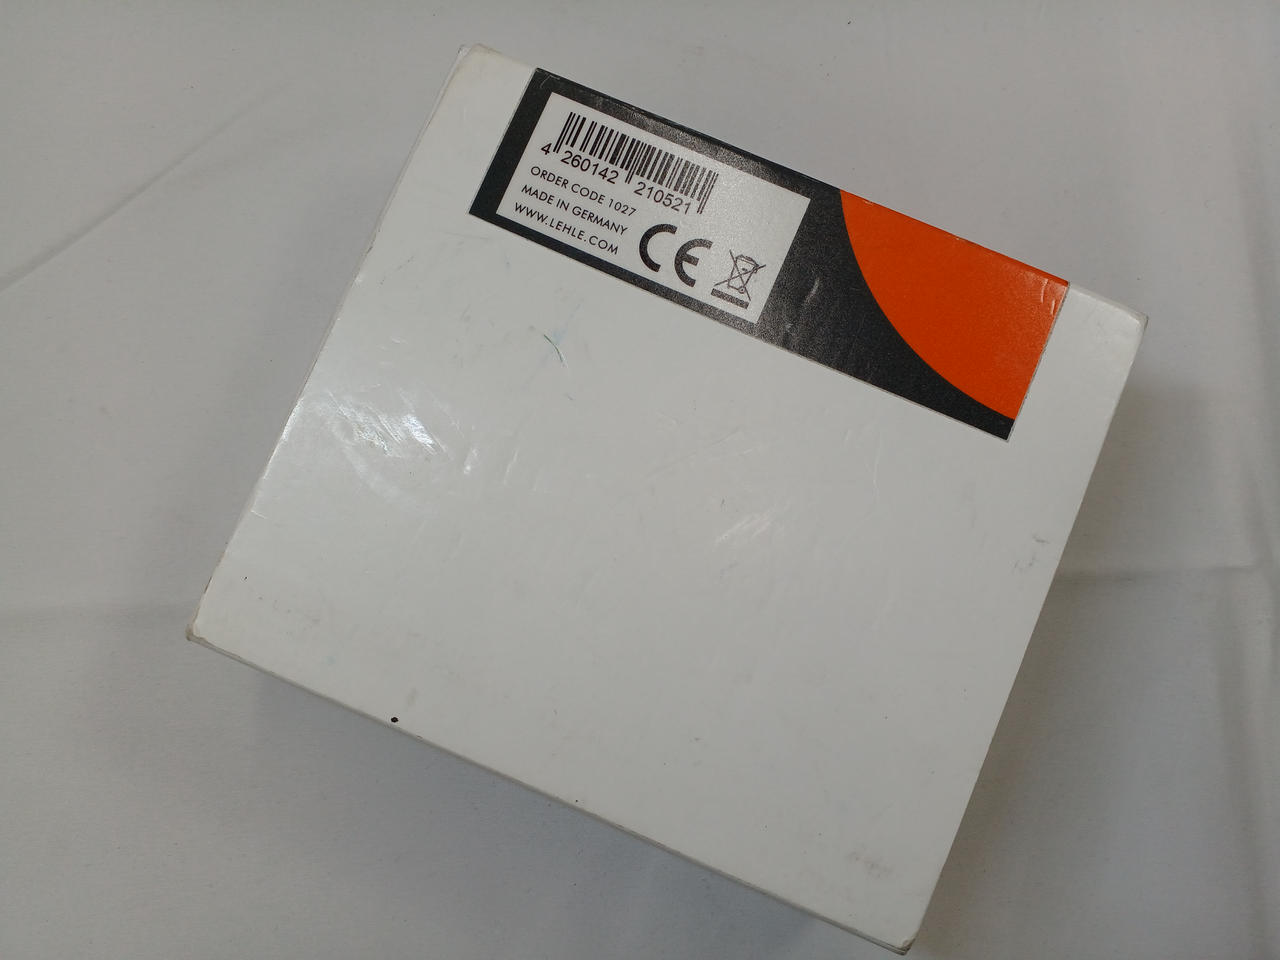 4 260142 210521
ORDER CODE 1027
MADE IN GERMANY
WWW.LEHLE.COM
CE